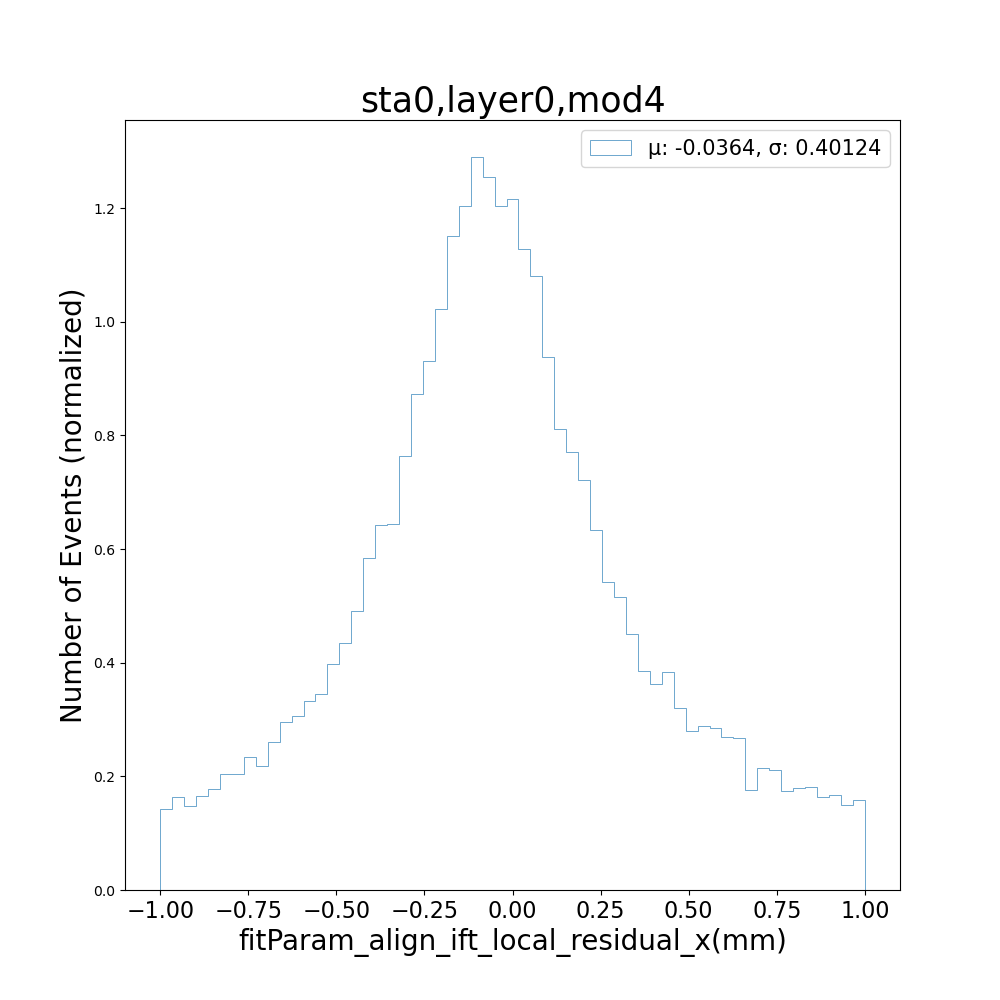 sta0,layer0,mod4
μ: -0.0364, σ: 0.40124
Number of Events (normalized)
1.2
1.0
0.8
0.6
0.4
0.2
0.0
−1.00 −0.75 −0.50 −0.25 0.00 0.25 0.50 0.75 1.00
fitParam_align_ift_local_residual_x(mm)